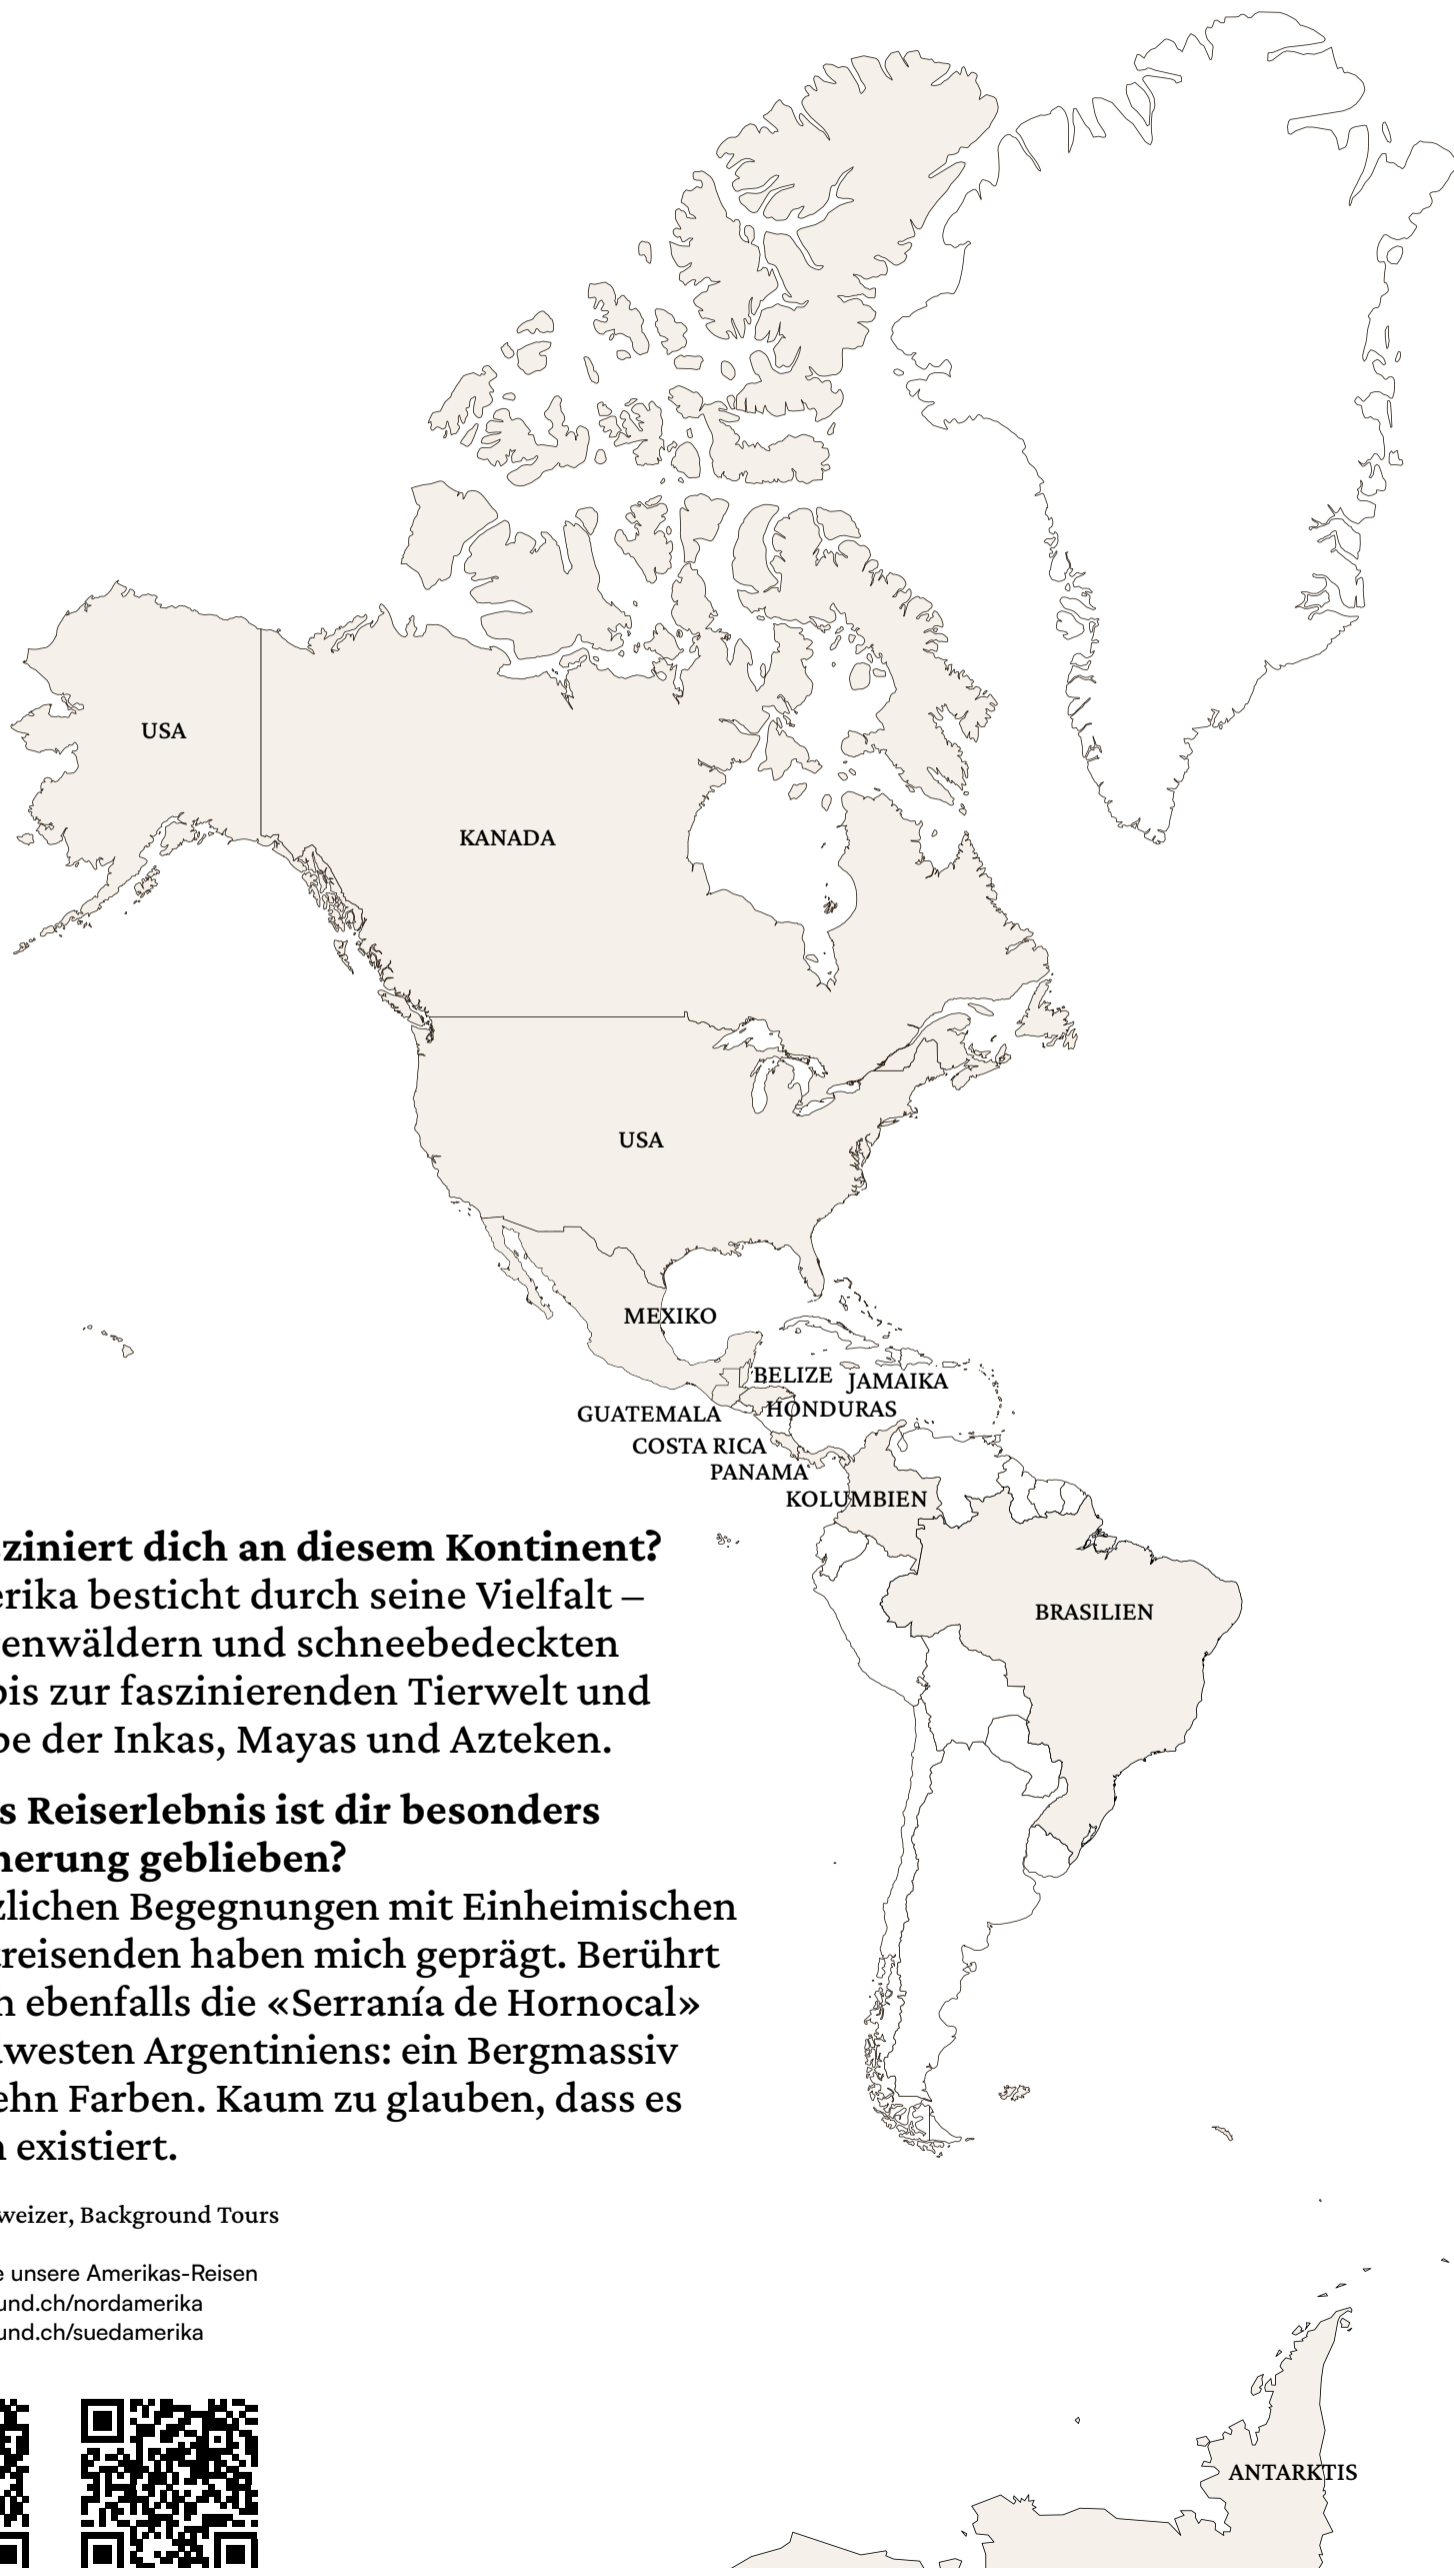 USA
KANADA
USA
MEXIKO
BELIZE
JAMAIKA
GUATEMALA
HONDURAS
COSTA RICA
PANAMA
KOLUMBIEN
BRASILIEN
ziniert dich an diesem Kontinent?
erika besticht durch seine Vielfalt –
enwäldern und schneebedeckten
bis zur faszinierenden Tierwelt und
be der Inkas, Mayas und Azteken.
s Reiserlebnis ist dir besonders
nerung geblieben?
zlichen Begegnungen mit Einheimischen
treisenden haben mich geprägt. Berührt
h ebenfalls die «Serranía de Hornocal»
dwesten Argentiniens: ein Bergmassiv
ehn Farben. Kaum zu glauben, dass es
n existiert.
weizer, Background Tours
e unsere Amerikas-Reisen
und.ch/nordamerika
und.ch/suedamerika
ANTARKTIS